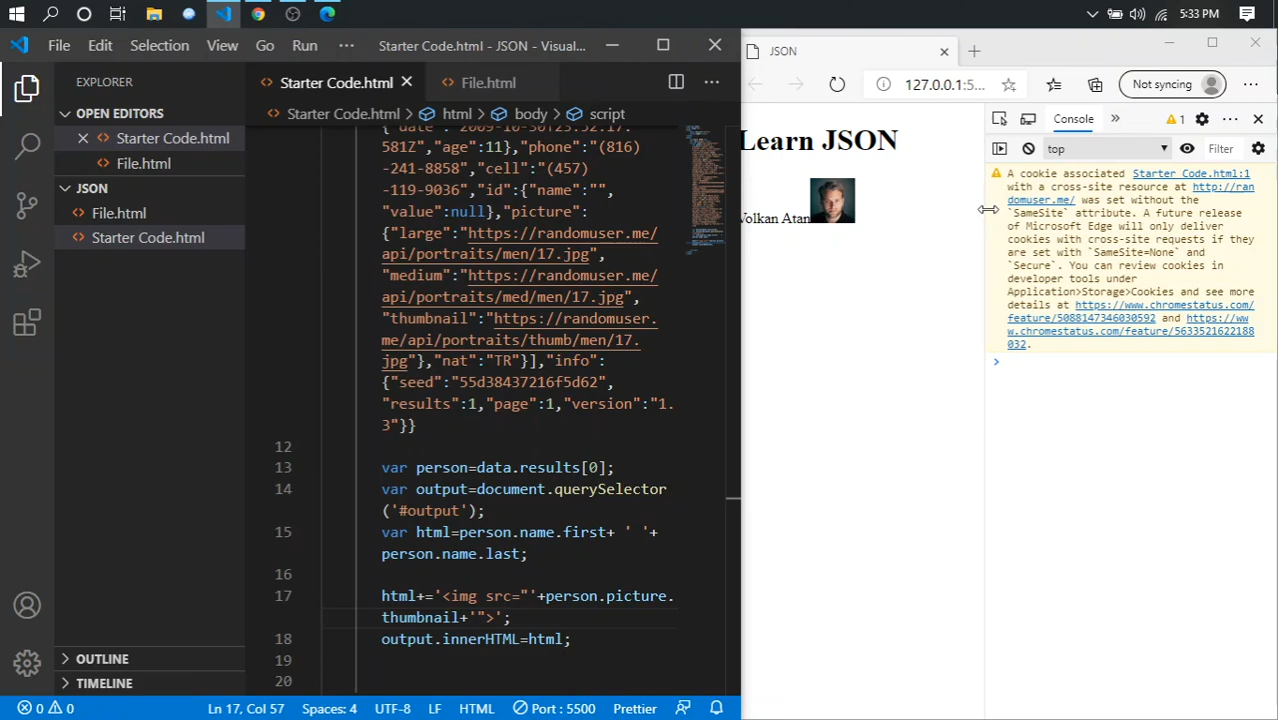 5:33 PM
File Edit Selection View Go Run ··· Starter Code.html - JSON - Visual...
EXPLORER
OPEN EDITORS
Starter Code.html
File.html
JSON
File.html
Starter Code.html
OUTLINE
TIMELINE
Starter Code.html File.html
Starter Code.html > html > body > script
{"date":"2009-10-30T23:52:17.
581Z","age":11},"phone":"(816)
-241-8858","cell":"(457)
-119-9039","id":{"name":"",
"value":null},"picture":
{"large":"https://randomuser.me/
api/portraits/men/17.jpg",
"medium":"https://randomuser.me/
api/portraits/med/men/17.jpg",
"thumbnail":"https://randomuser.
me/api/portraits/thumb/men/17.
jpg"},"nat":"TR"}],"info":
{"seed":"55d38437216f5d62",
"results":1,"page":1,"version":"1.
3"}}
12
13 var person=data.results[0];
14 var output=document.querySelector
('#output');
15 var html=person.name.first+ ' '+
person.name.last;
16
17 html+='<img src="'+person.picture.
thumbnail+'">';
18 output.innerHTML=html;
19
20
0 0 Ln 17, Col 57 Spaces: 4 UTF-8 LF HTML Port : 5500 Prettier
JSON
127.0.0.1:5... Not syncing
Learn JSON
Volkan Atan
Console 1
top Filter
A cookie associated Starter Code.html:1
with a cross-site resource at http://ran
domuser.me/ was set without the
`SameSite` attribute. A future release
of Microsoft Edge will only deliver
cookies with cross-site requests if they
are set with `SameSite=None` and
`Secure`. You can review cookies in
developer tools under
Application>Storage>Cookies and see more
details at https://www.chromestatus.com/
feature/5088147346030592 and https://ww
w.chromestatus.com/feature/5633521622188
032.